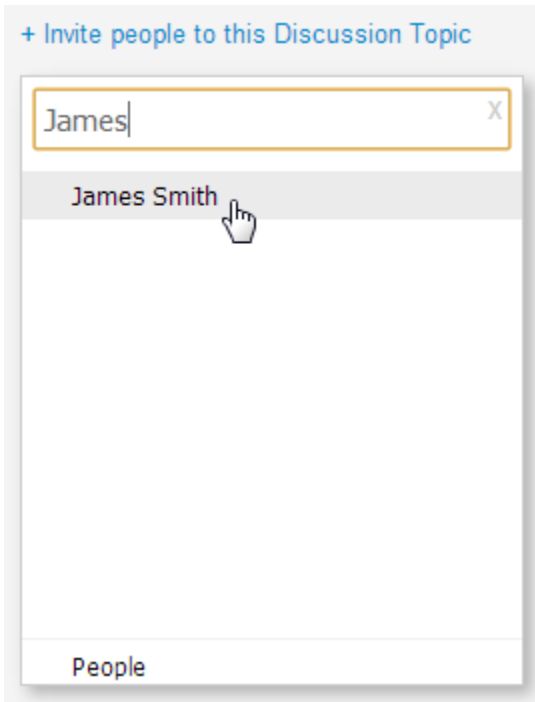 + Invite people to this Discussion Topic
James
X
James Smith
People